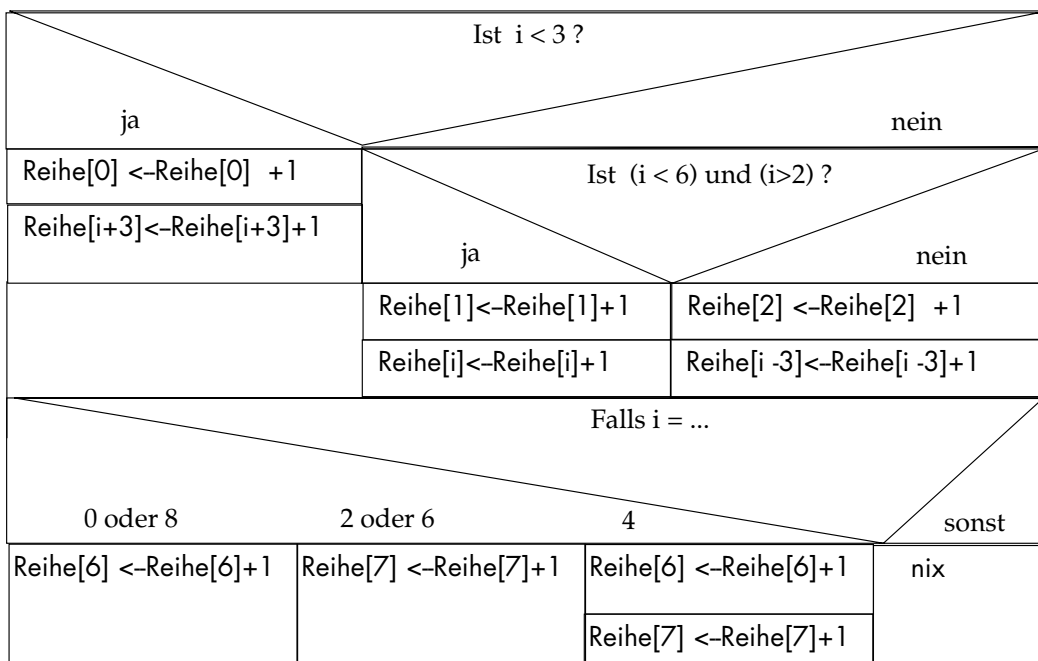 Ist i < 3 ?
ja
nein
Reihe[0] <–Reihe[0] +1
Ist (i < 6) und (i>2) ?
Reihe[i+3]<–Reihe[i+3]+1
ja
nein
Reihe[1]<–Reihe[1]+1
Reihe[2] <–Reihe[2] +1
Reihe[i]<–Reihe[i]+1
Reihe[i -3]<–Reihe[i -3]+1
Falls i = ...
0 oder 8
2 oder 6
4
sonst
Reihe[6] <–Reihe[6]+1
Reihe[7] <–Reihe[7]+1
Reihe[6] <–Reihe[6]+1
nix
Reihe[7] <–Reihe[7]+1